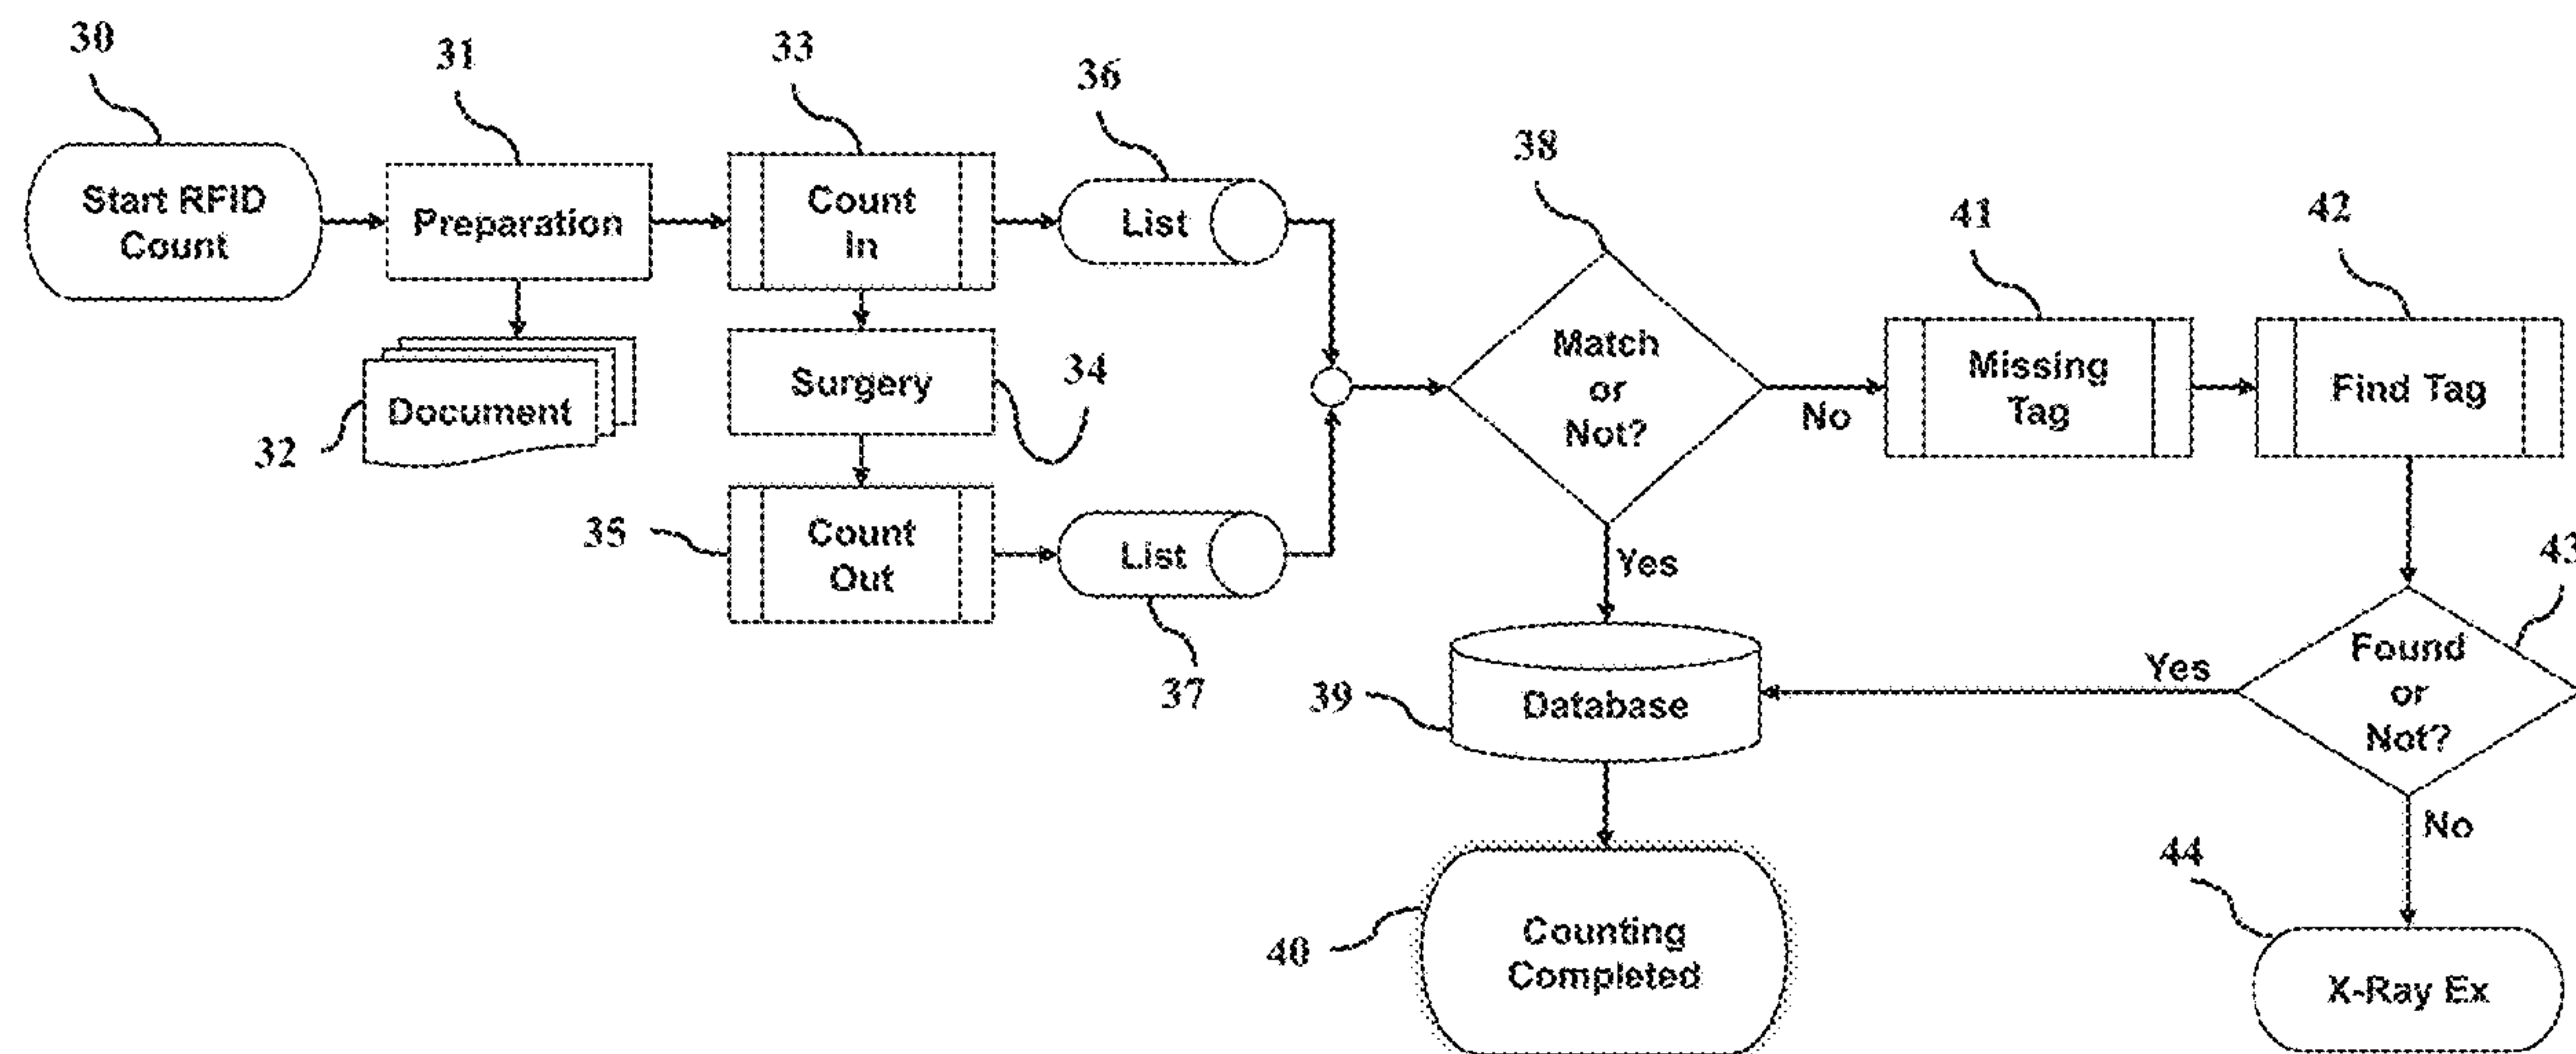 30
31
33
36
38
41
42
Start RFID
Count
Preparation
Count
In
List
Document
32
Surgery
34
Match
or
Not?
No
Missing
Tag
Find Tag
35
Count
Out
List
37
Yes
43
Found
or
Not?
Yes
39
Database
No
44
40
Counting
Completed
X-Ray Ex